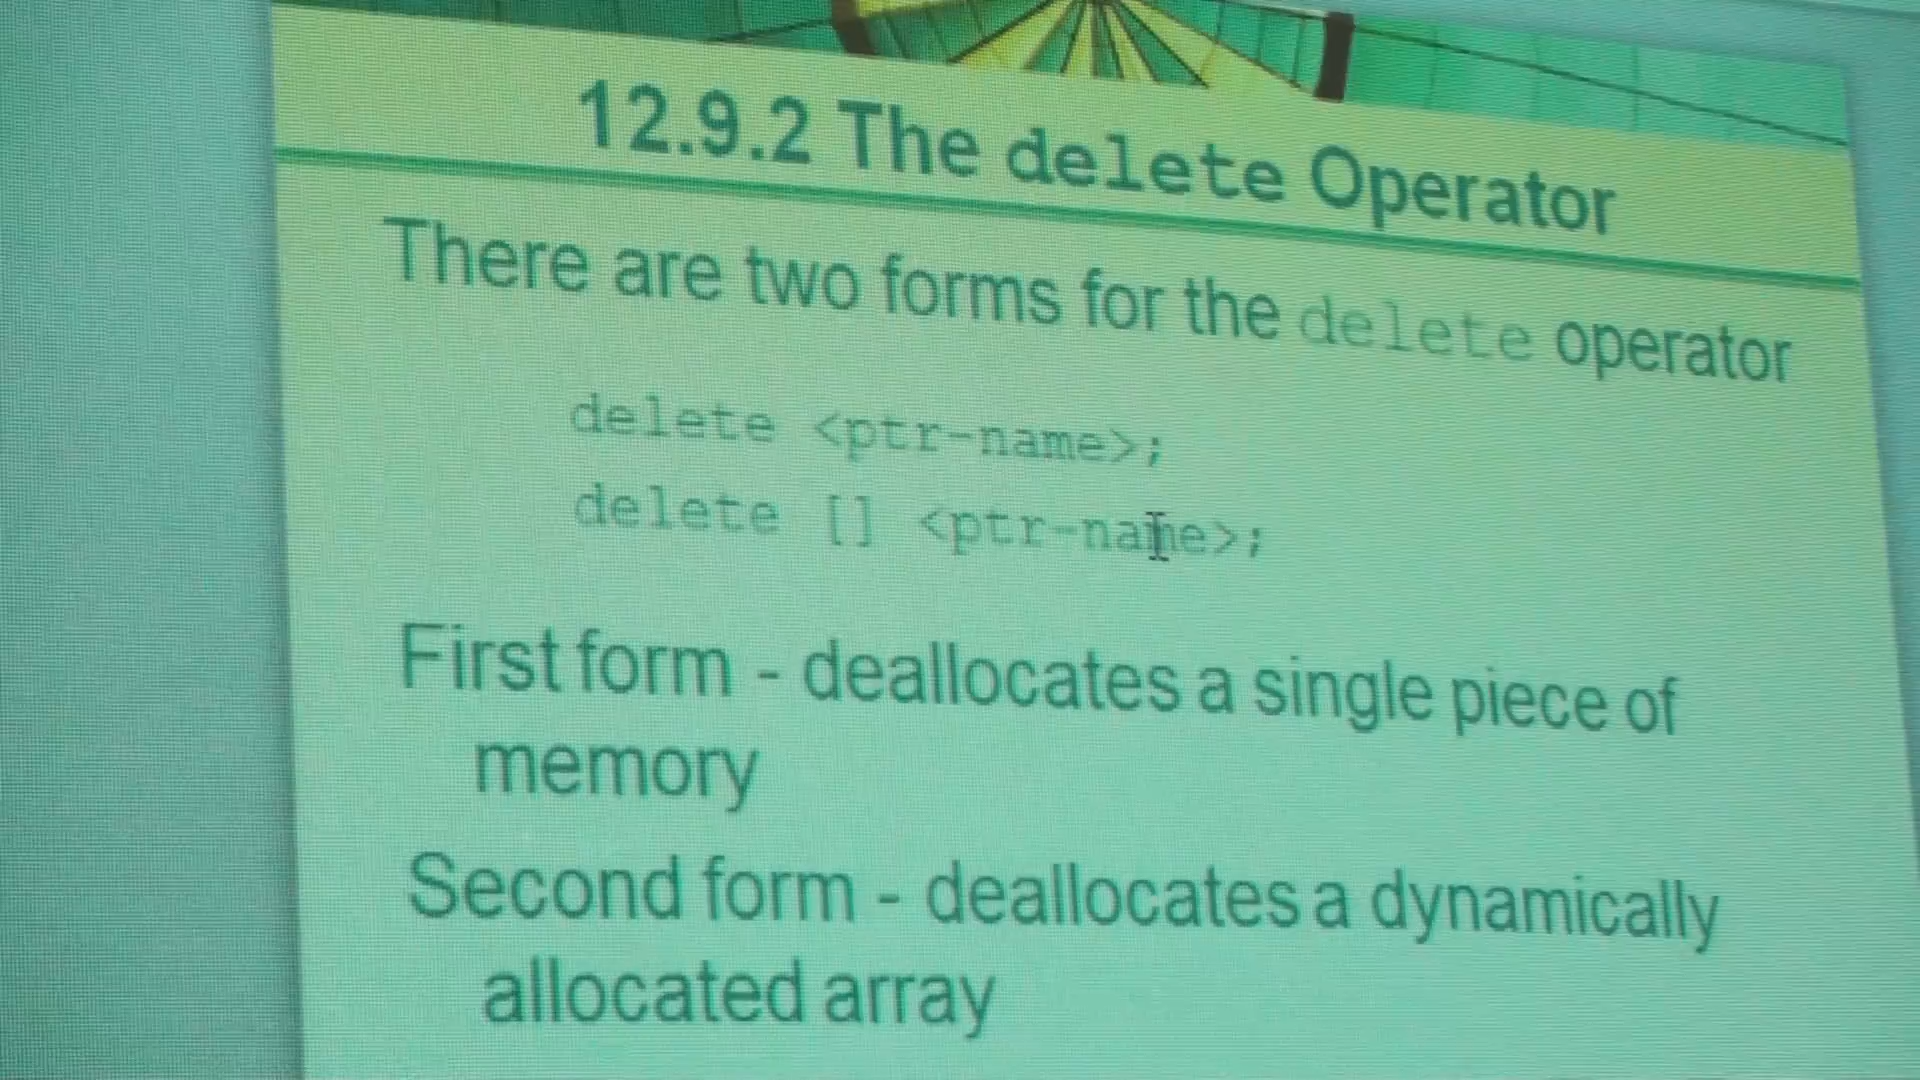 12.9.2 The delete Operator
There are two forms for the delete operator
delete <ptr-name>;
delete [] <ptr-name>;
First form - deallocates a single piece of
memory
Second form - deallocates a dynamically
allocated array